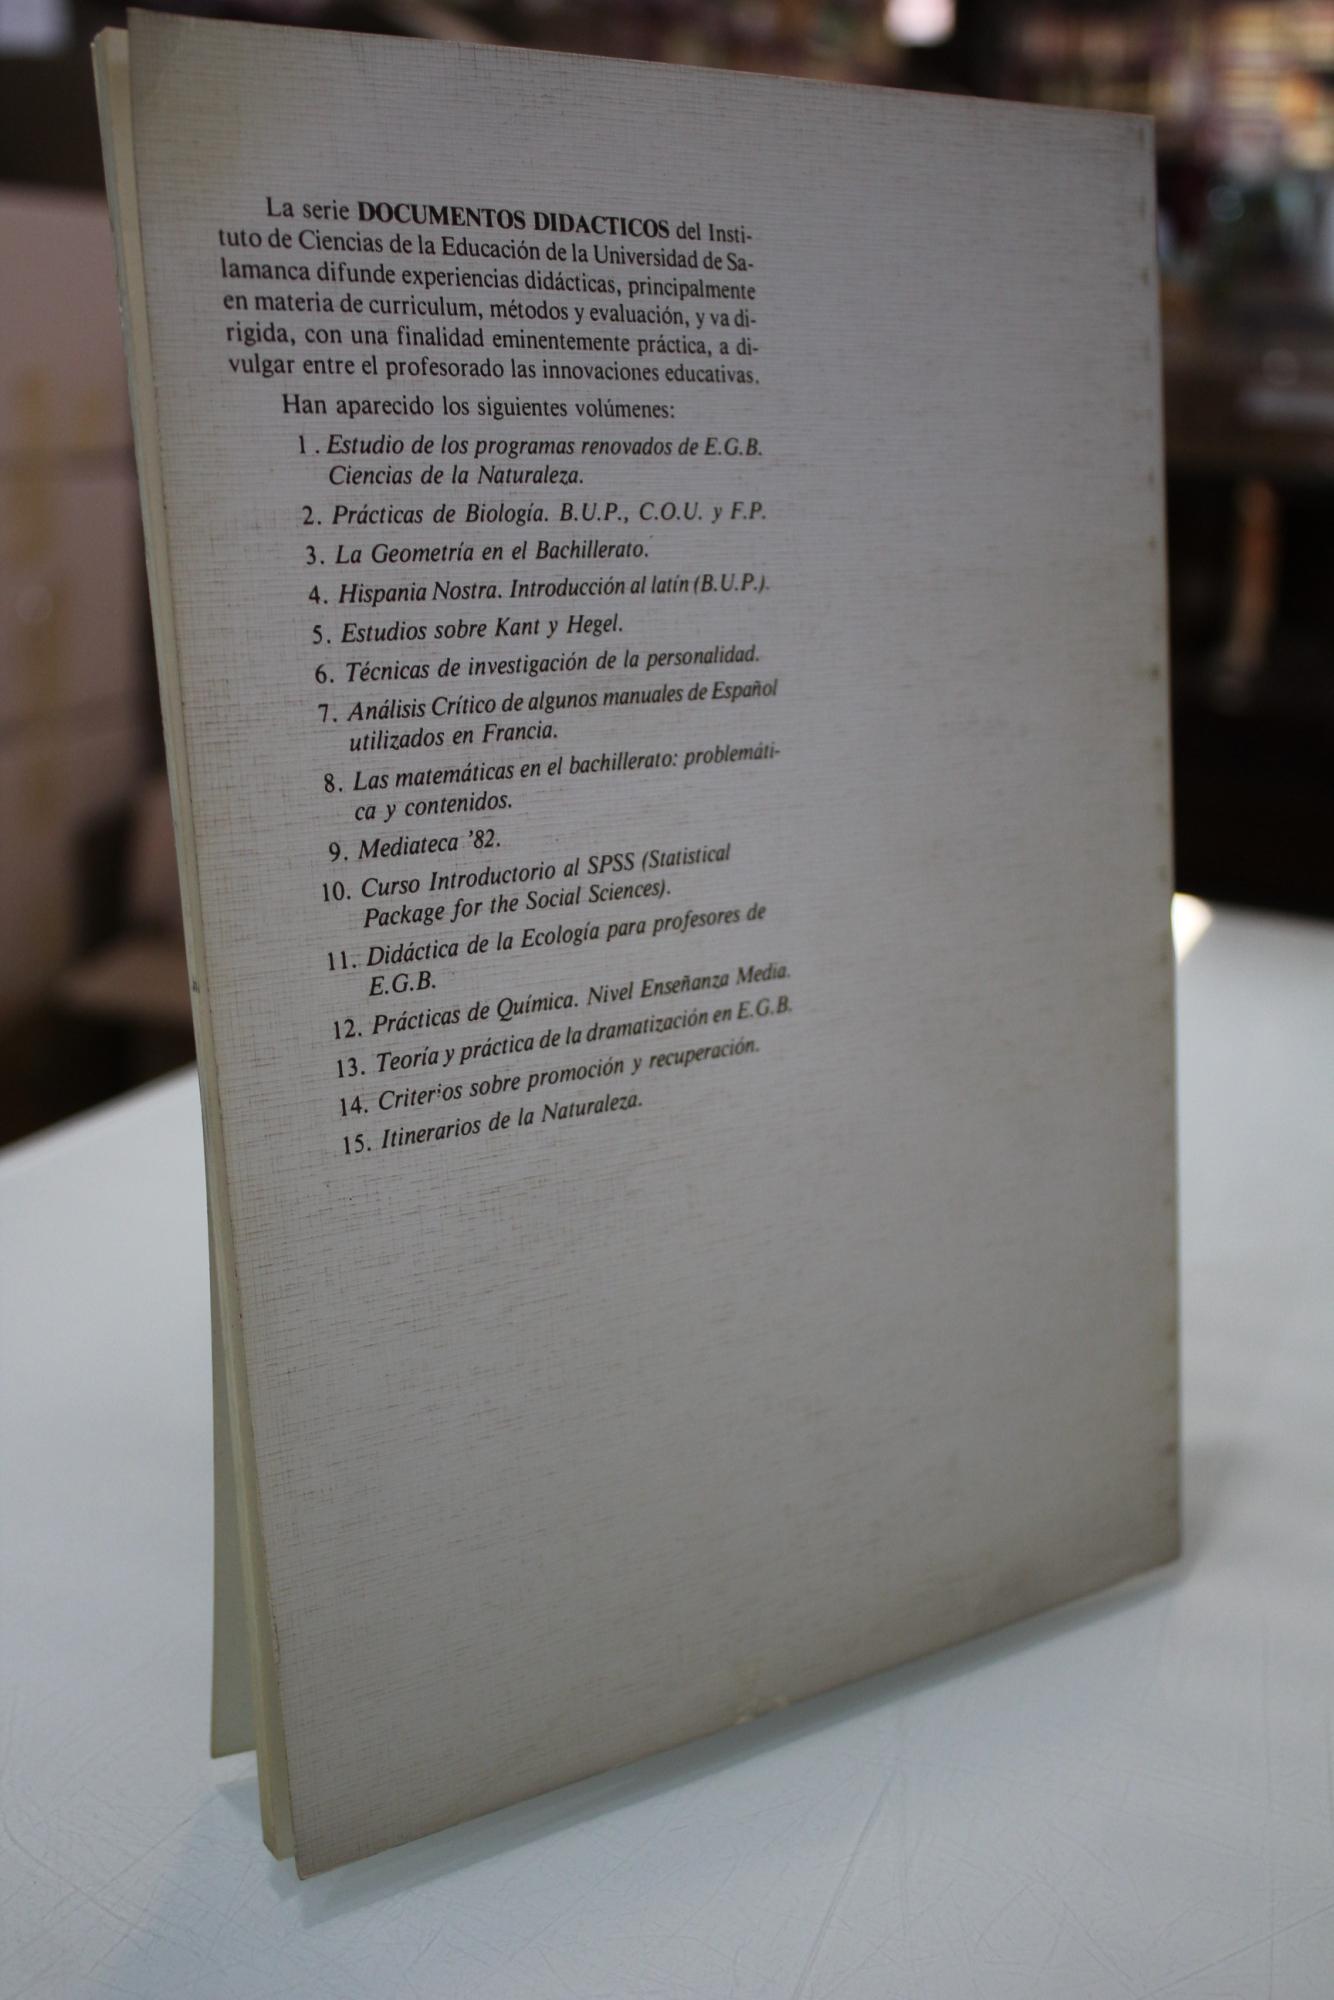 La serie DOCUMENTOS DIDACTICOS del Insti-
tuto de Ciencias de la Educación de la Universidad de Sa-
lamanca difunde experiencias didácticas, principalmente
en materia de curriculum, métodos y evaluación, y va di-
rigida, con una finalidad eminentemente práctica, a di-
vulgar entre el profesorado las innovaciones educativas.
Han aparecido los siguientes volúmenes:
1. Estudio de los programas renovados de E.G.B.
Ciencias de la Naturaleza.
2. Prácticas de Biología. B.U.P., C.O.U. y F.P.
3. La Geometría en el Bachillerato.
4. Hispania Nostra. Introducción al latín (B.U.P.).
5. Estudios sobre Kant y Hegel.
6. Técnicas de investigación de la personalidad.
7. Análisis Crítico de algunos manuales de Español
utilizados en Francia.
8. Las matemáticas en el bachillerato: problemáti-
ca y contenidos.
9. Mediateca '82.
10. Curso Introductorio al SPSS (Statistical
Package for the Social Sciences).
11. Didáctica de la Ecología para profesores de
E.G.B.
12. Prácticas de Química. Nivel Enseñanza Media.
13. Teoría y práctica de la dramatización en E.G.B.
14. Criterios sobre promoción y recuperación.
15. Itinerarios de la Naturaleza.